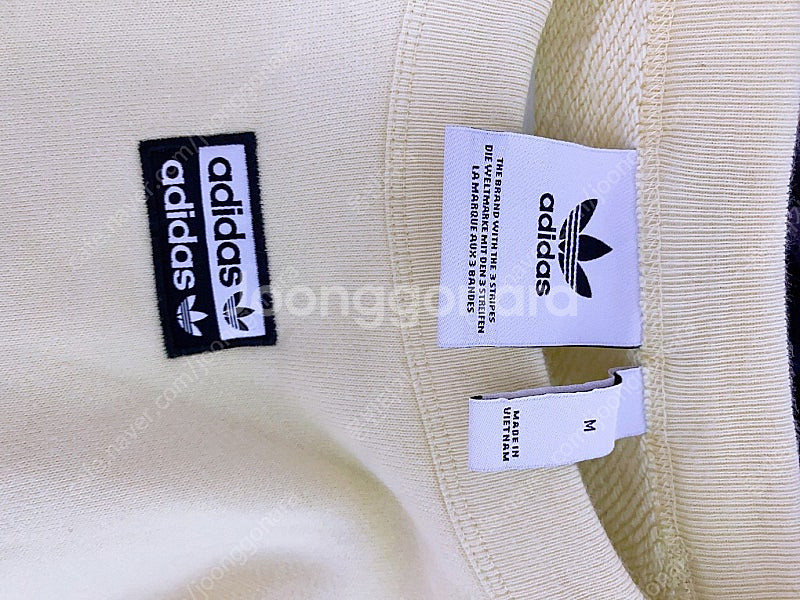 adidas
adidas
adidas
THE BRAND WITH THE 3 STRIPES
DIE WELTMARKE MIT DEN 3 STREIFEN
LA MARQUE AUX 3 BANDES
M
MADE IN
VIETNAM
joonggonara